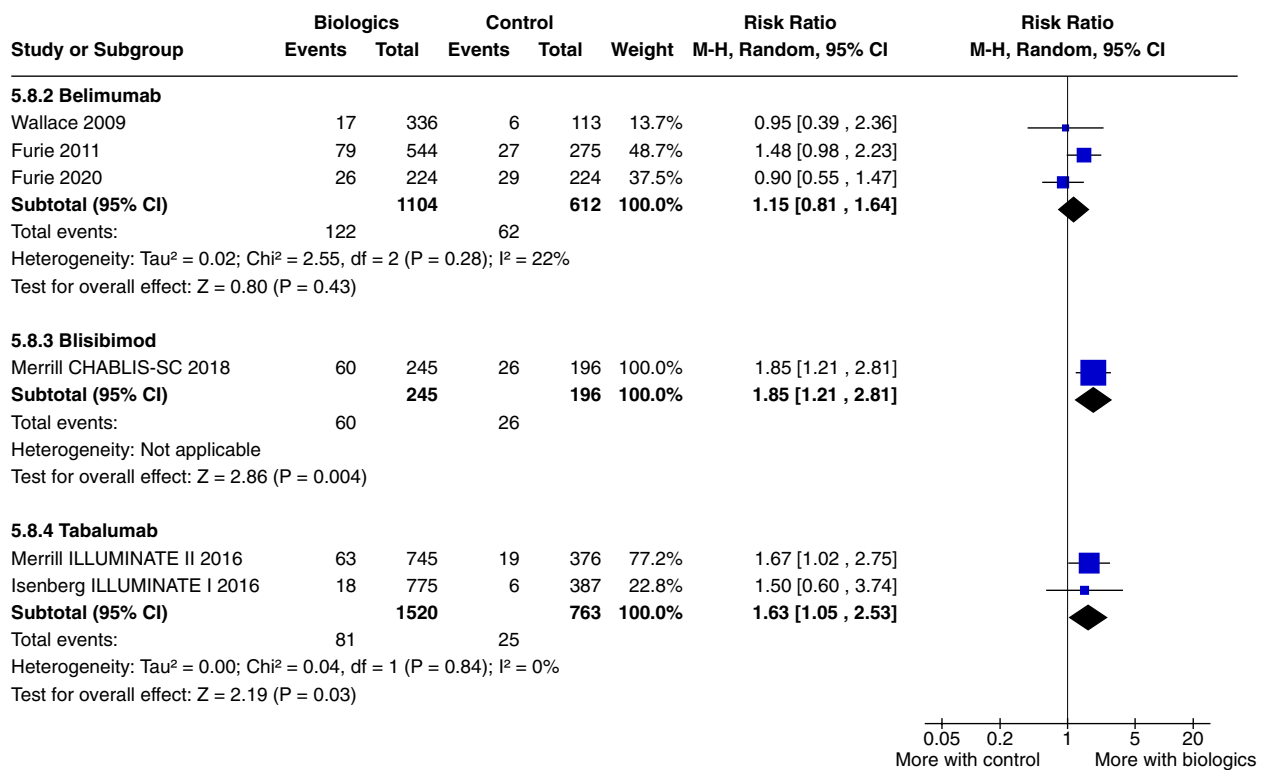 Biologics Control Risk Ratio Risk Ratio
Study or Subgroup Events Total Events Total Weight M-H, Random, 95% CI M-H, Random, 95% CI
5.8.2 Belimumab
Wallace 2009 17 336 6 113 13.7% 0.95 [0.39 , 2.36]
Furie 2011 79 544 27 275 48.7% 1.48 [0.98 , 2.23]
Furie 2020 26 224 29 224 37.5% 0.90 [0.55 , 1.47]
Subtotal (95% CI) 1104 612 100.0% 1.15 [0.81 , 1.64]
Total events: 122 62
Heterogeneity: Tau² = 0.02; Chi² = 2.55, df = 2 (P = 0.28); I² = 22%
Test for overall effect: Z = 0.80 (P = 0.43)
5.8.3 Blisibimod
Merrill CHABLIS-SC 2018 60 245 26 196 100.0% 1.85 [1.21 , 2.81]
Subtotal (95% CI) 245 196 100.0% 1.85 [1.21 , 2.81]
Total events: 60 26
Heterogeneity: Not applicable
Test for overall effect: Z = 2.86 (P = 0.004)
5.8.4 Tabalumab
Merrill ILLUMINATE II 2016 63 745 19 376 77.2% 1.67 [1.02 , 2.75]
Isenberg ILLUMINATE I 2016 18 775 6 387 22.8% 1.50 [0.60 , 3.74]
Subtotal (95% CI) 1520 763 100.0% 1.63 [1.05 , 2.53]
Total events: 81 25
Heterogeneity: Tau² = 0.00; Chi² = 0.04, df = 1 (P = 0.84); I² = 0%
Test for overall effect: Z = 2.19 (P = 0.03)
0.05 0.2 1 5 20
More with control More with biologics